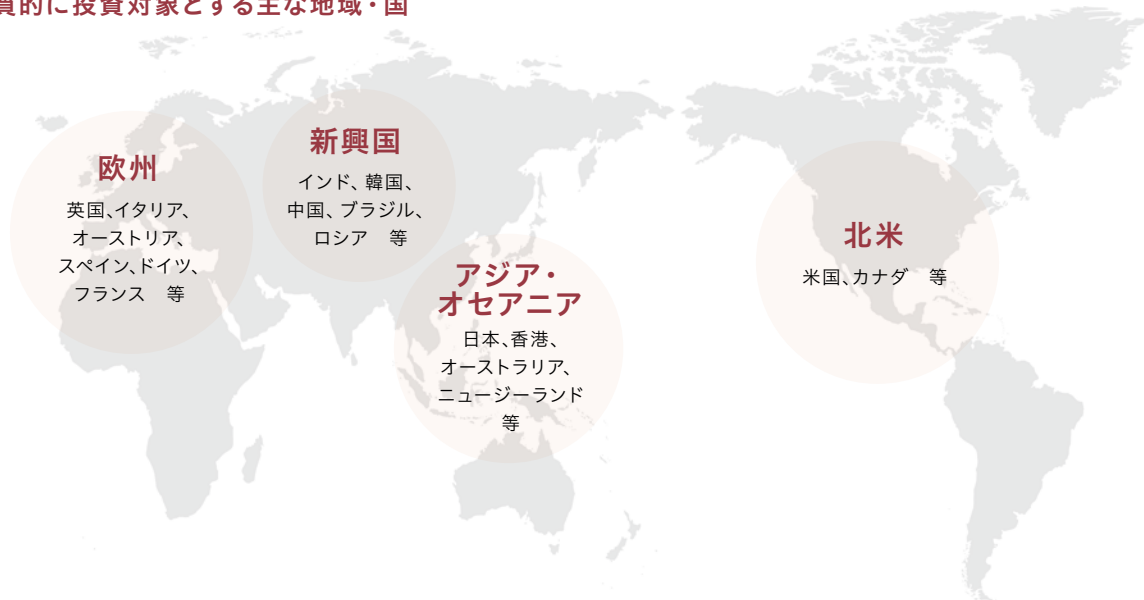 質的に投資対象とする主な地域・国
欧州
英国、イタリア、
オーストリア、
スペイン、ドイツ、
フランス　等
新興国
インド、韓国、
中国、ブラジル、
ロシア　等
アジア・
オセアニア
日本、香港、
オーストラリア、
ニュージーランド
等
北米
米国、カナダ　等